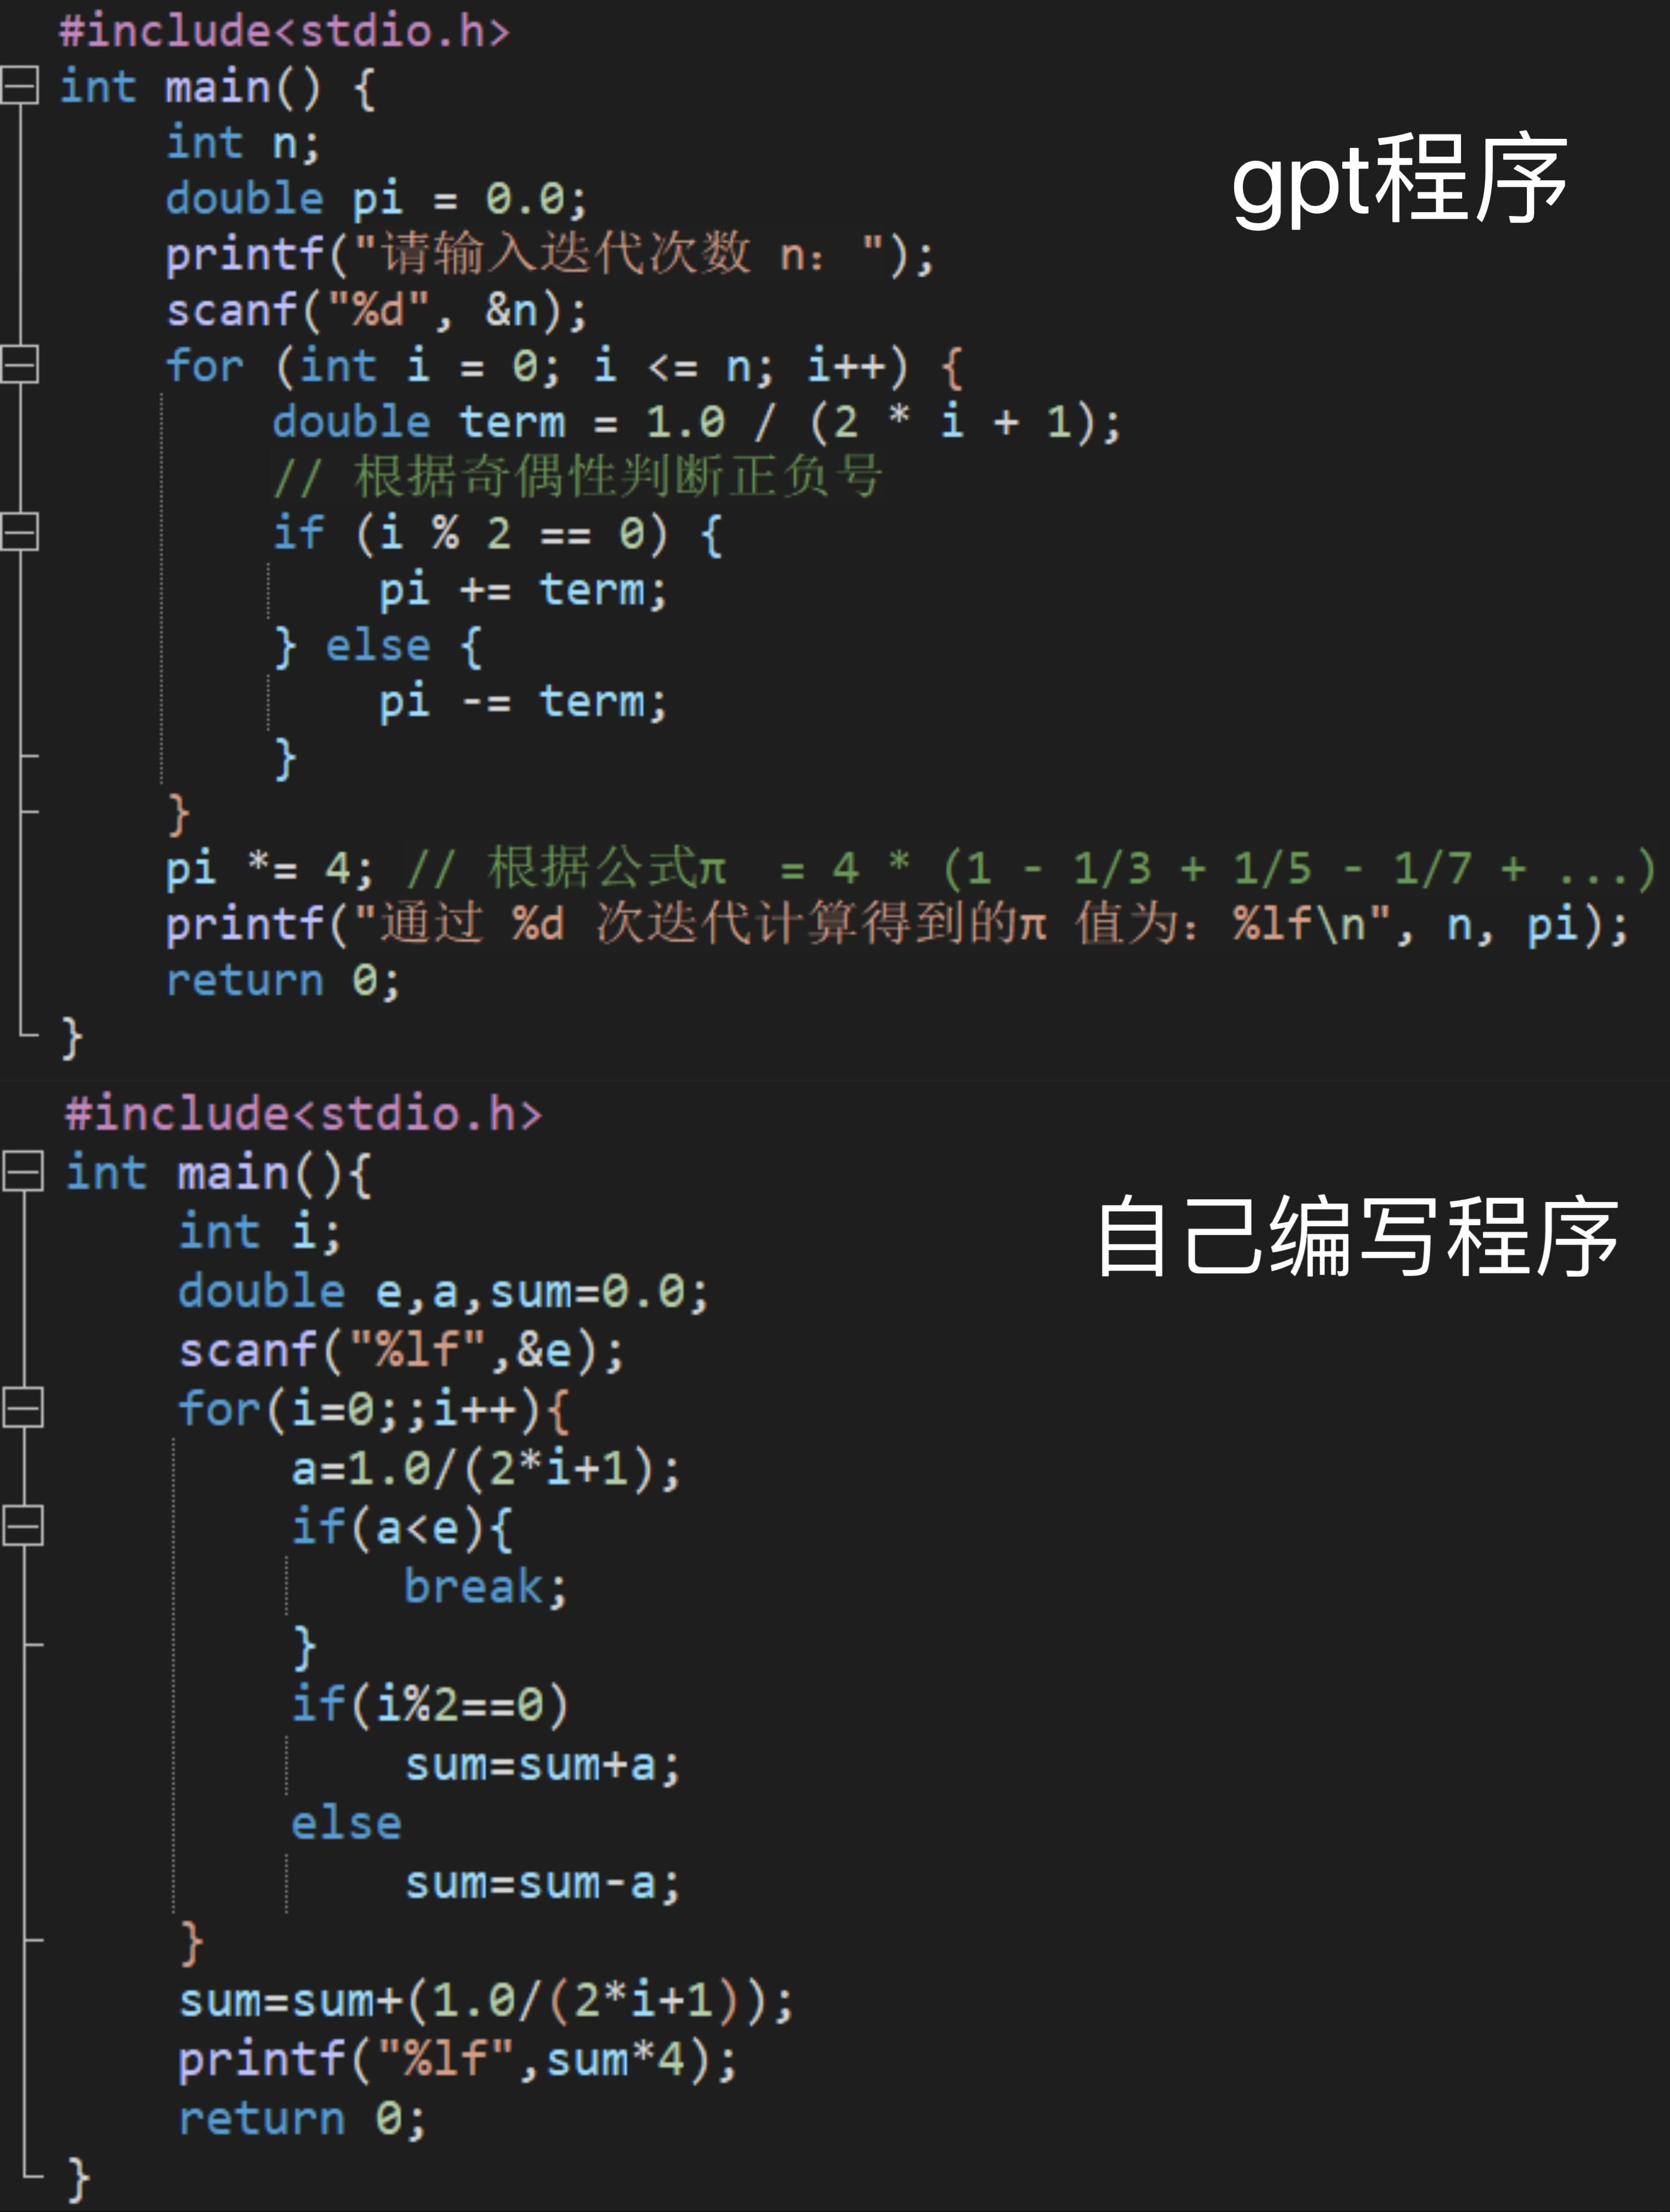 #include<stdio.h>
int main() {
int n;
double pi = 0.0;
printf("请输入迭代次数 n: ");
scanf("%d", &n);
for (int i = 0; i <= n; i++) {
double term = 1.0 / (2 * i + 1);
// 根据奇偶性判断正负号
if (i % 2 == 0) {
pi += term;
} else {
pi -= term;
}
}
pi *= 4; // 根据公式π = 4 * (1 - 1/3 + 1/5 - 1/7 + ...)
printf("通过 %d 次迭代计算得到的π 值为: %lf\n", n, pi);
return 0;
}
gpt程序
#include<stdio.h>
int main(){
int i;
double e,a,sum=0.0;
scanf("%lf",&e);
for(i=0;;i++){
a=1.0/(2*i+1);
if(a<e){
break;
}
if(i%2==0)
sum=sum+a;
else
sum=sum-a;
}
sum=sum+(1.0/(2*i+1));
printf("%lf",sum*4);
return 0;
}
自己编写程序